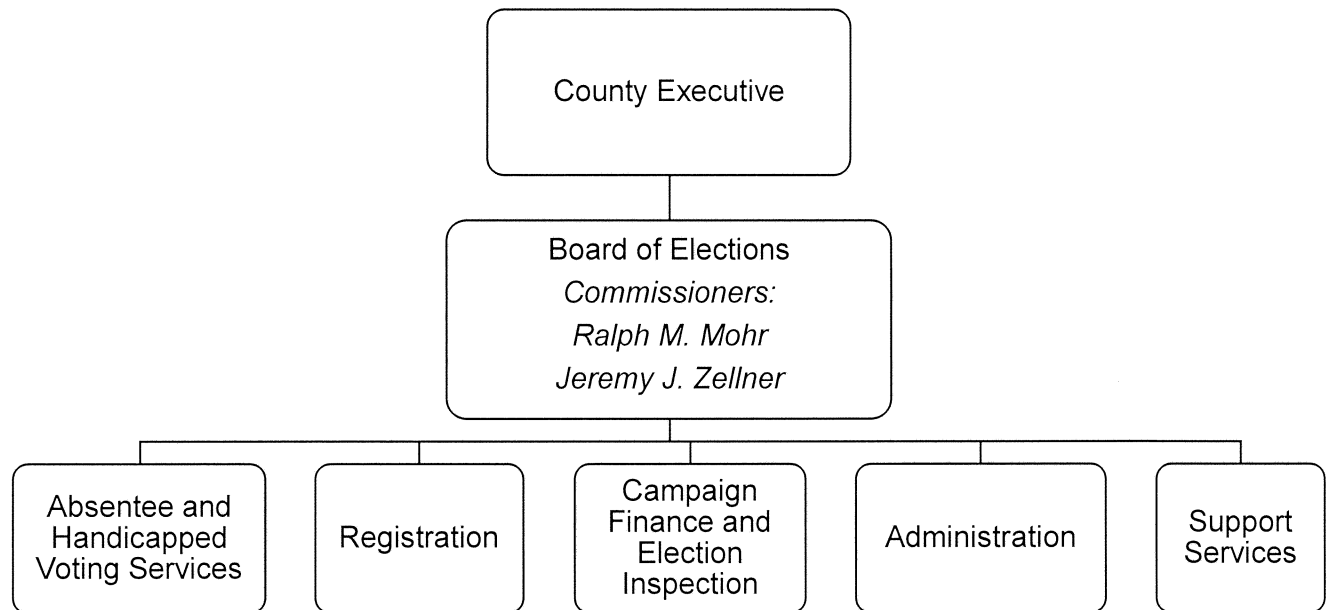 County Executive
Board of Elections
Commissioners:
Ralph M. Mohr
Jeremy J. Zellner
Absentee and
Handicapped
Voting Services
Registration
Campaign
Finance and
Election
Inspection
Administration
Support
Services